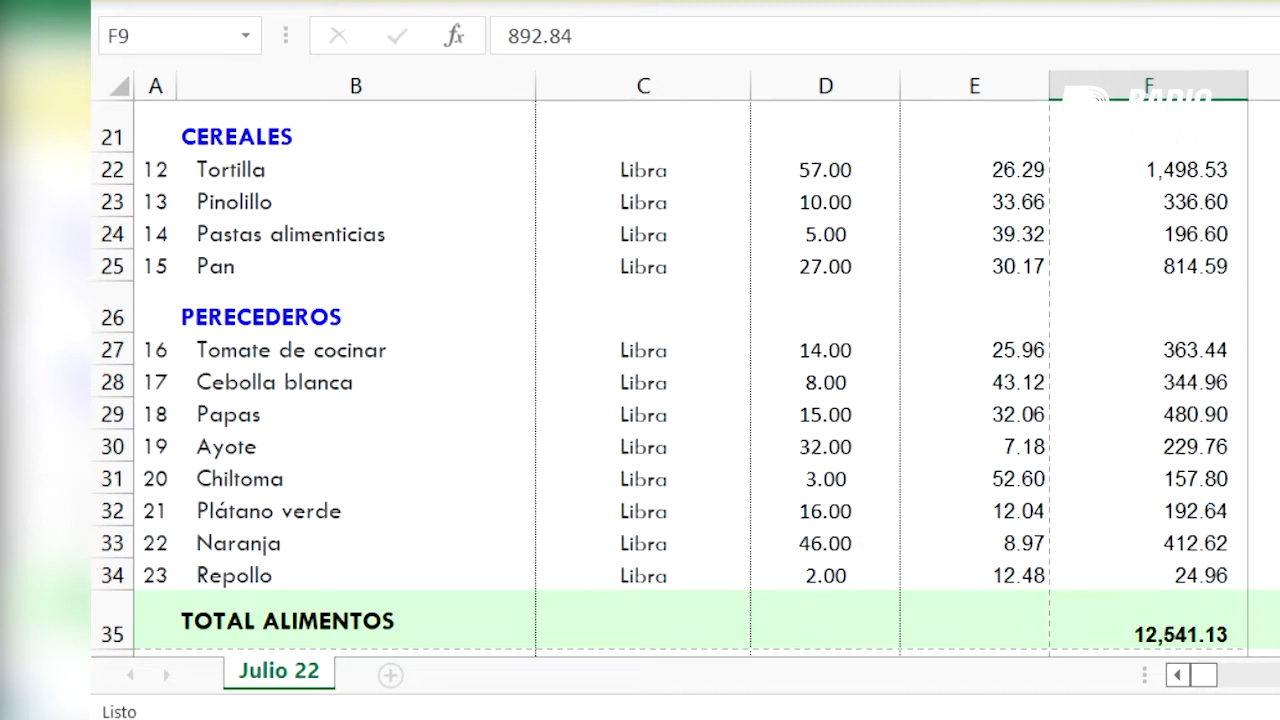 F9 fx 892.84
A B C D E F
RADIO
21 CEREALES
22 12 Tortilla Libra 57.00 26.29 1,498.53
23 13 Pinolillo Libra 10.00 33.66 336.60
24 14 Pastas alimenticias Libra 5.00 39.32 196.60
25 15 Pan Libra 27.00 30.17 814.59
26 PERECEDEROS
27 16 Tomate de cocinar Libra 14.00 25.96 363.44
28 17 Cebolla blanca Libra 8.00 43.12 344.96
29 18 Papas Libra 15.00 32.06 480.90
30 19 Ayote Libra 32.00 7.18 229.76
31 20 Chiltoma Libra 3.00 52.60 157.80
32 21 Plátano verde Libra 16.00 12.04 192.64
33 22 Naranja Libra 46.00 8.97 412.62
34 23 Repollo Libra 2.00 12.48 24.96
35 TOTAL ALIMENTOS 12,541.13
Julio 22
Listo